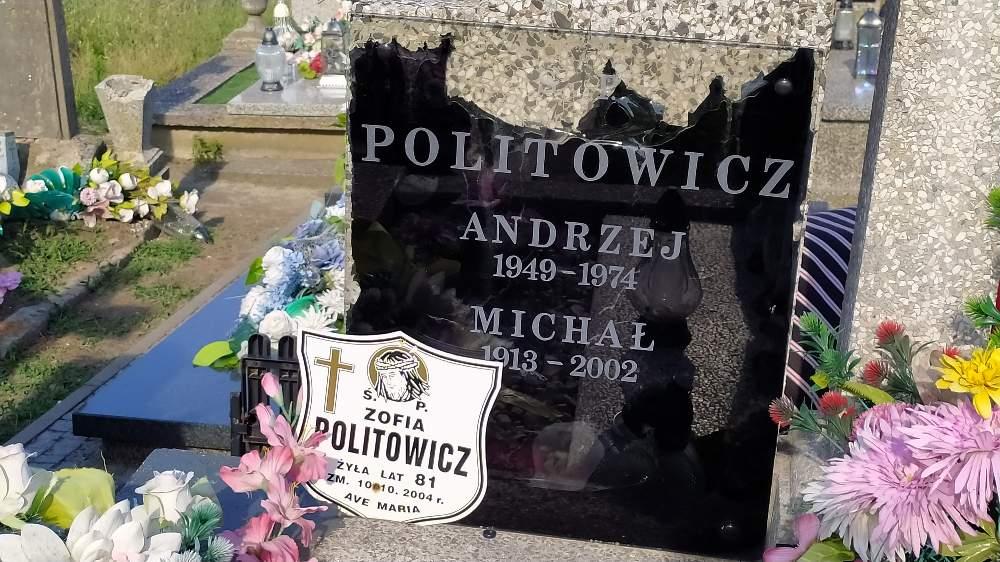 POLITOWICZ
ANDRZEJ
1949 – 1974
MICHAŁ
1913 – 2002
Ś. P.
ZOFIA
POLITOWICZ
ŻYŁA LAT 81
ZM. 10.10. 2004 r.
AVE MARIA